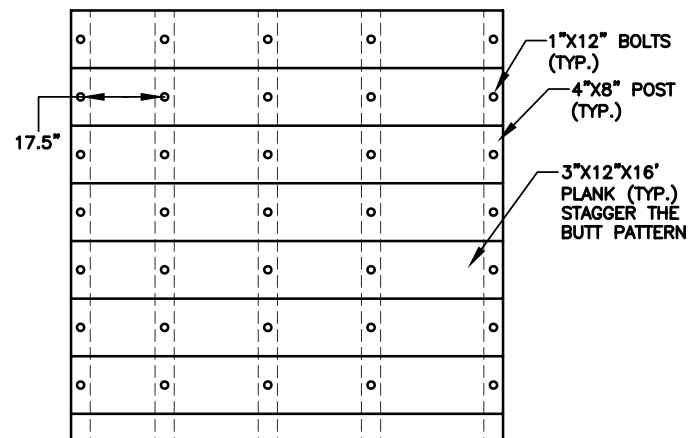 1"X12" BOLTS
(TYP.)
4"X8" POST
(TYP.)
17.5"
3"X12"X16'
PLANK (TYP.)
STAGGER THE
BUTT PATTERN